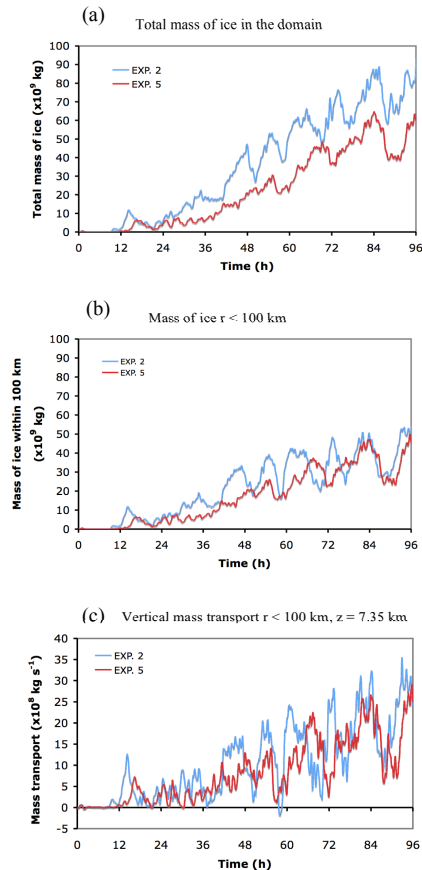 (a)
Total mass of ice in the domain
100
90
80
70
60
50
40
30
20
10
0
Total mass of ice (x10⁹ kg)
EXP. 2
EXP. 5
0 12 24 36 48 60 72 84 96
Time (h)
(b)
Mass of ice r < 100 km
100
90
80
70
60
50
40
30
20
10
0
Mass of ice within 100 km
(x10⁹ kg)
EXP. 2
EXP. 5
0 12 24 36 48 60 72 84 96
Time (h)
(c)
Vertical mass transport r < 100 km, z = 7.35 km
40
35
30
25
20
15
10
5
0
-5
Mass transport (x10⁸ kg s⁻¹)
EXP. 2
EXP. 5
0 12 24 36 48 60 72 84 96
Time (h)